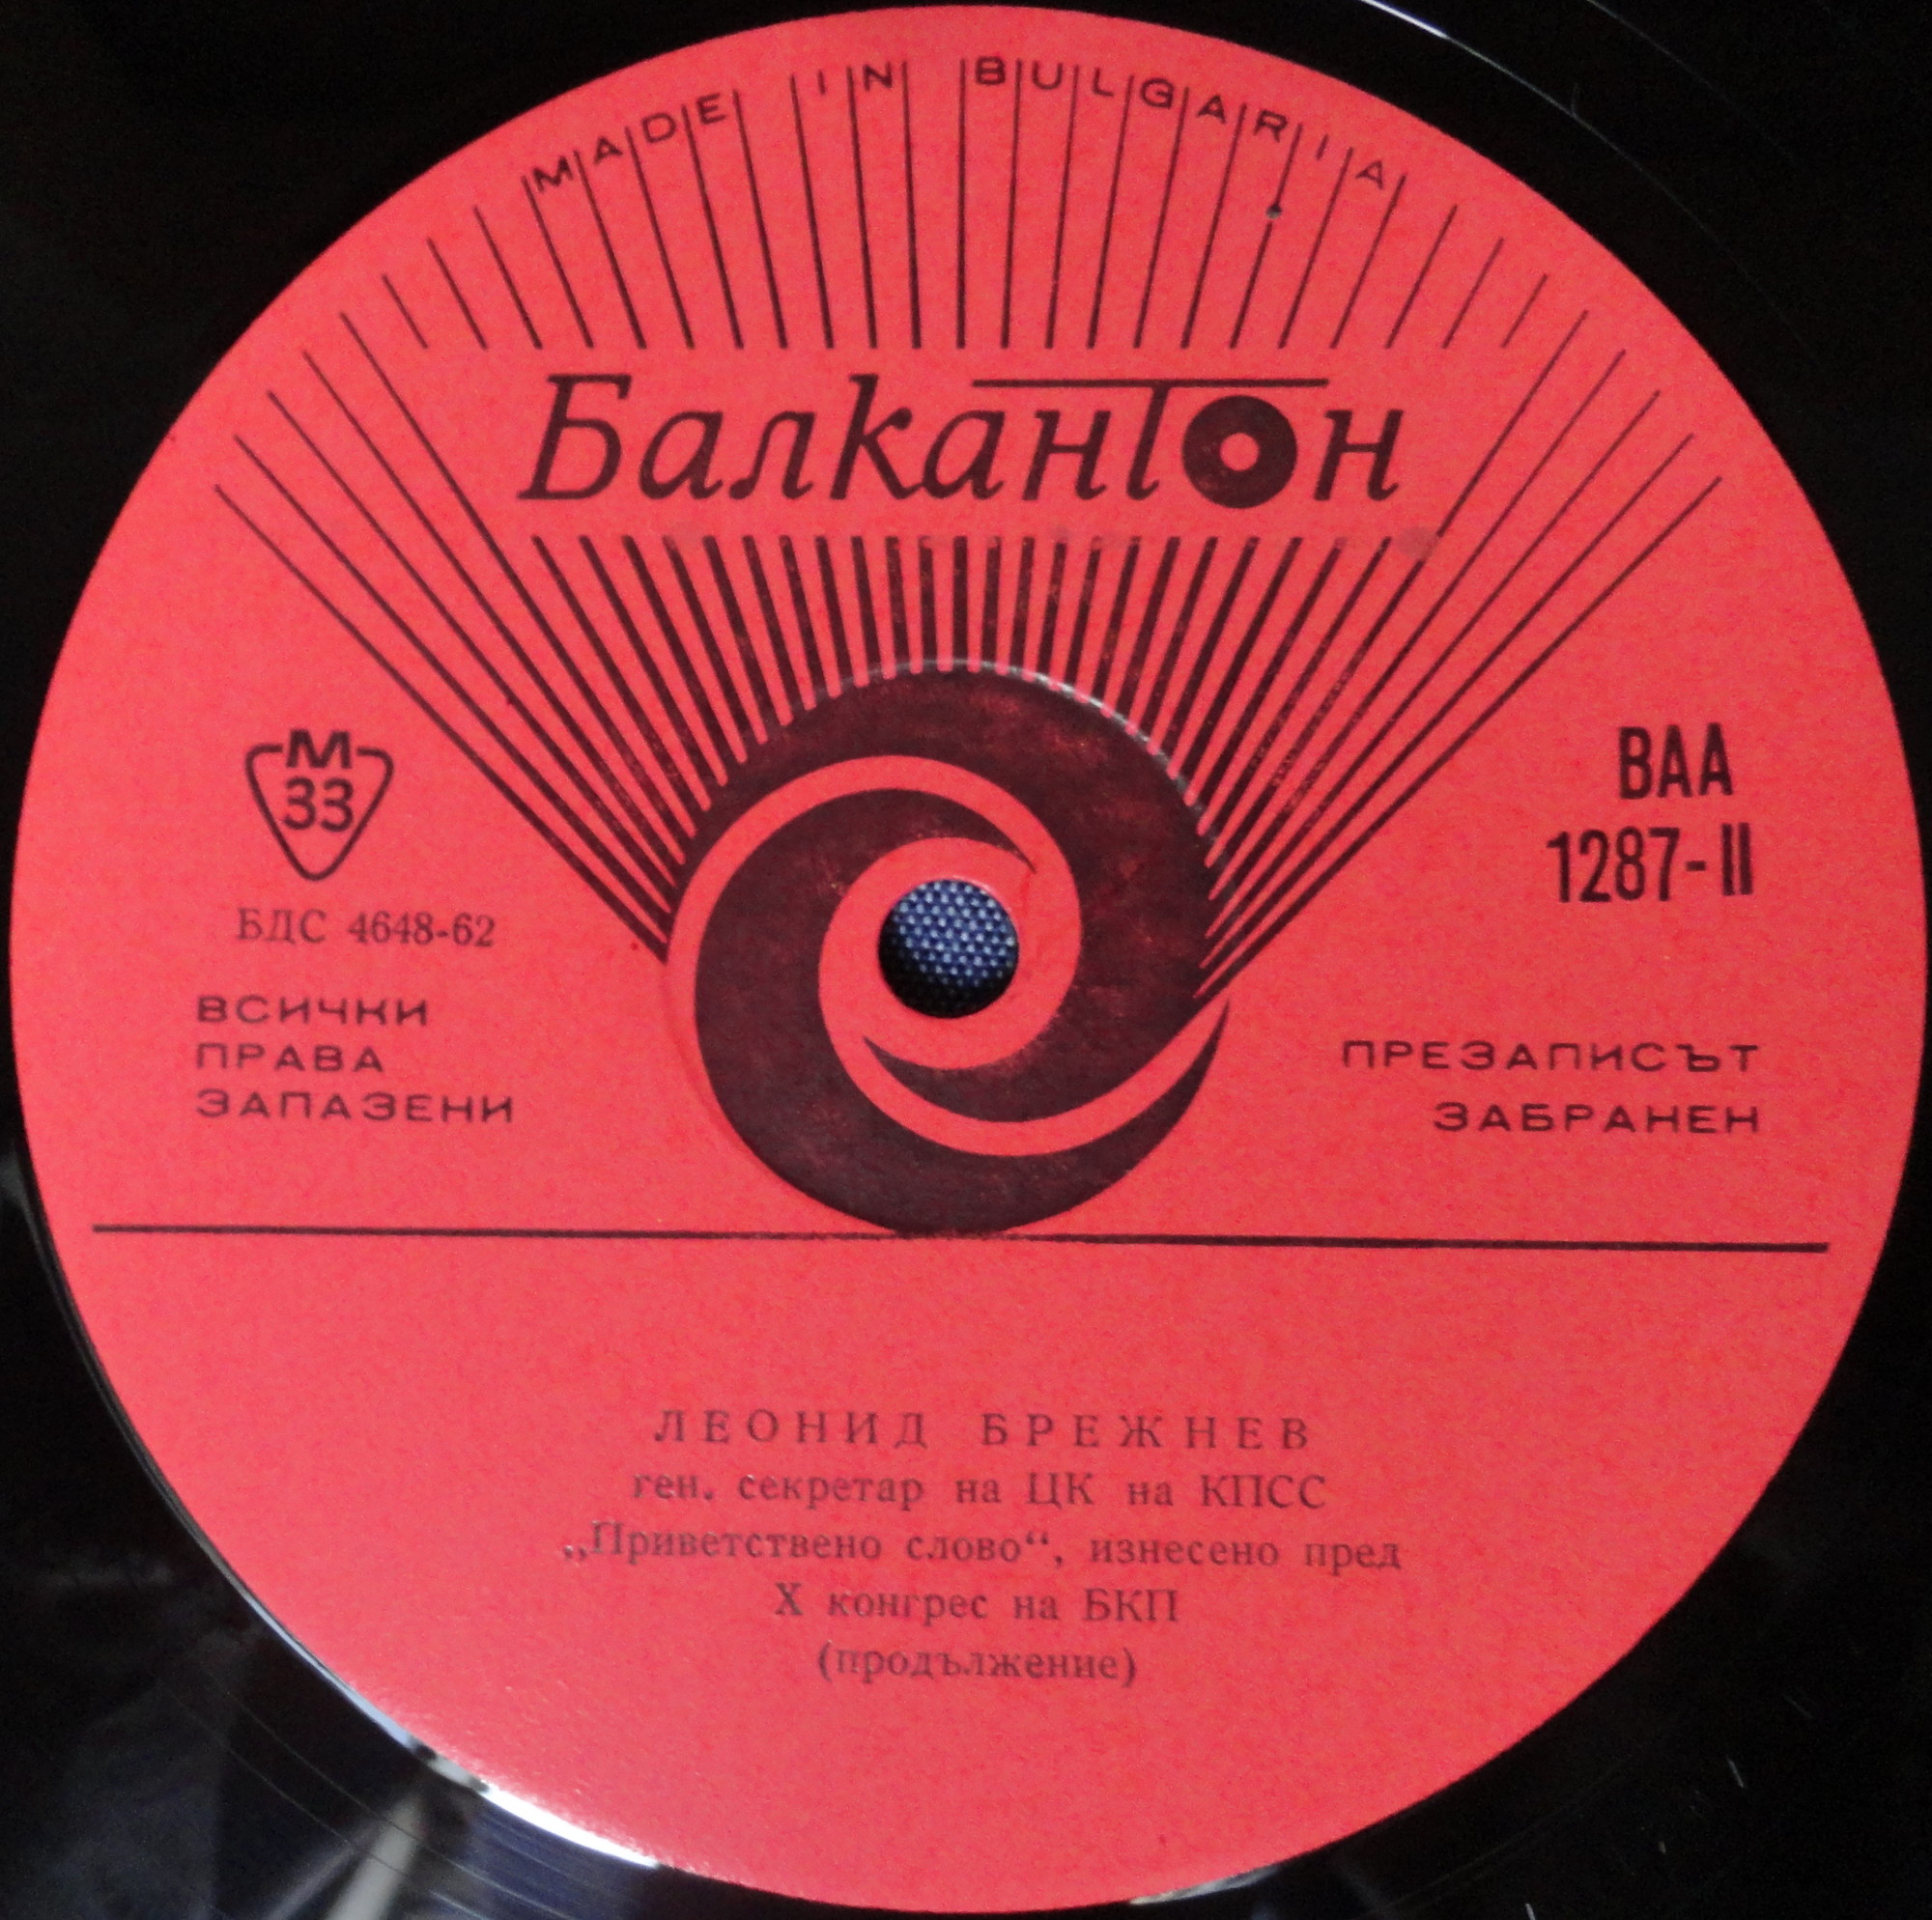 MADE IN BULGARIA
Балкантон
М
33
БДС 4648-62
ВСИЧКИ
ПРАВА
ЗАПАЗЕНИ
ВАА
1287-II
ПРЕЗАПИСЪТ
ЗАБРАНЕН
ЛЕОНИД БРЕЖНЕВ
ген. секретар на ЦК на КПСС
„Приветствено слово“, изнесено пред
X конгрес на БКП
(продължение)